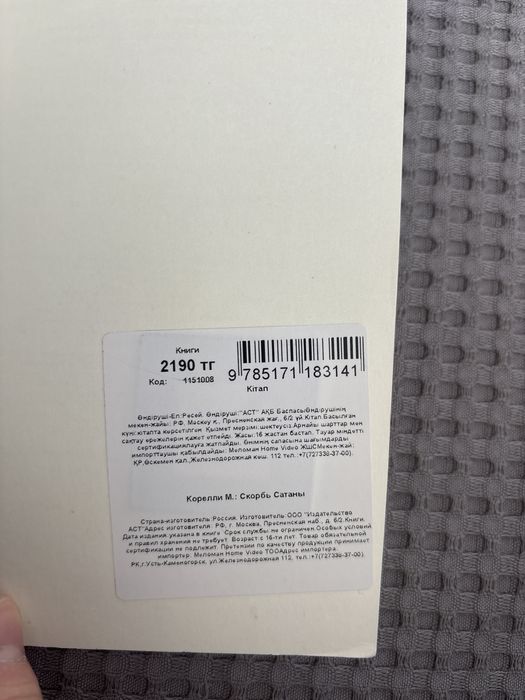 Книги
2190 тг
Код: 1151008
9 785171 183141
Кітап
Өндіруші-Ел:Ресей. Өндіруші:"АСТ" АҚБ БаспасыӨндірушінің
мекен-жайы: РФ, Мәскеу қ., Пресненская жағ., 6/2 үй.Кітап.Басылған
күні: кітапта көрсетілген. Қызмет мерзімі: шектеусіз.Арнайы шарттар мен
сақтау ережелерін қажет етпейді. Жасы:16 жастан бастап. Тауар міндетті
сертификациялауға жатпайды. Өнімнің сапасына шағымдарды
импорттаушы қабылдайды: Меломан Home Video ЖШСМекен-жай:
ҚР,Өскемен қал.,Железнодорожная көш. 112 тел.:+7(727338-37-00).
Корелли М.: Скорбь Сатаны
Страна-изготовитель:Россия. Изготовитель:ООО "Издательство
АСТ"Адрес изготовителя: РФ, г. Москва, Пресненская наб., д. 6/2.Книги.
Дата издания: указана в книге. Срок службы: не ограничен.Особых условий
и правил хранения не требует. Возраст: с 16-ти лет. Товар обязательной
сертификации не подлежит. Претензии по качеству продукции принимает
импортер: Меломан Home Video ТООАдрес импортера:
РК,г.Усть-Каменогорск, ул.Железнодорожная 112, тел.:+7(727338-37-00).